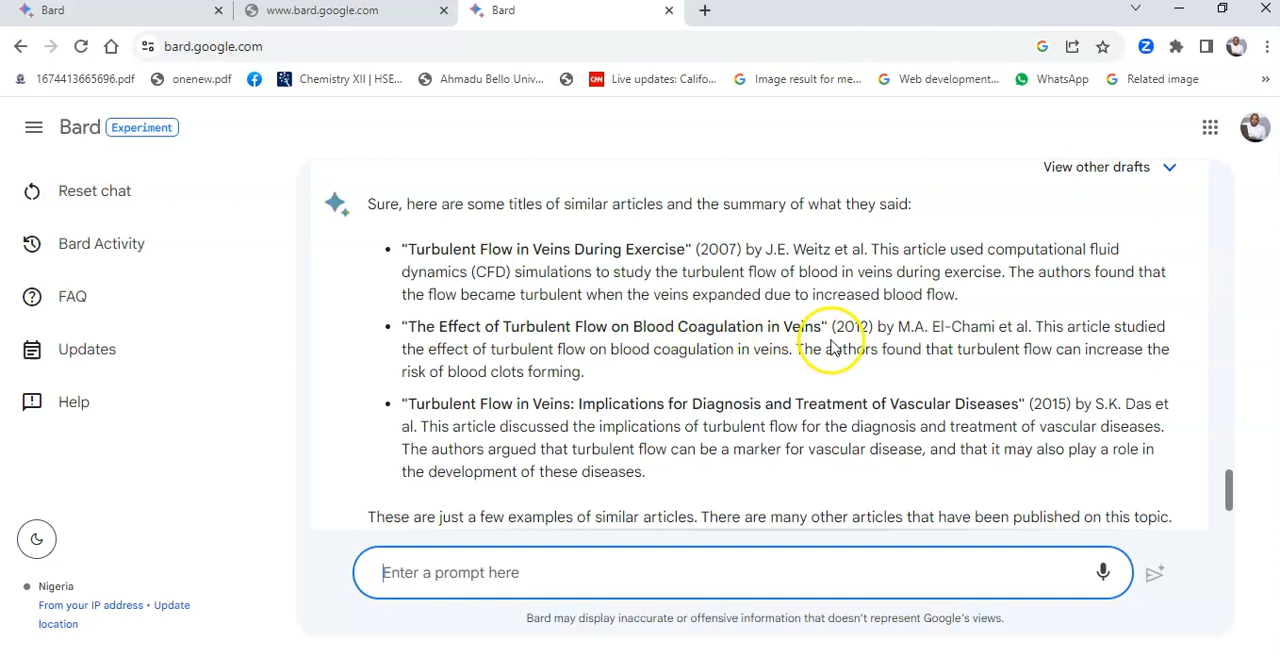 Bard
www.bard.google.com
Bard
bard.google.com
1674413665696.pdf
onenew.pdf
Chemistry XII | HSE...
Ahmadu Bello Univ...
CNN
Live updates: Califo...
Image result for me...
Web development...
WhatsApp
Related image
»
Bard Experiment
Reset chat
Bard Activity
FAQ
Updates
Help
Nigeria
From your IP address • Update
location
View other drafts
Sure, here are some titles of similar articles and the summary of what they said:
• "Turbulent Flow in Veins During Exercise" (2007) by J.E. Weitz et al. This article used computational fluid
dynamics (CFD) simulations to study the turbulent flow of blood in veins during exercise. The authors found that
the flow became turbulent when the veins expanded due to increased blood flow.
• "The Effect of Turbulent Flow on Blood Coagulation in Veins" (2012) by M.A. El-Chami et al. This article studied
the effect of turbulent flow on blood coagulation in veins. The authors found that turbulent flow can increase the
risk of blood clots forming.
• "Turbulent Flow in Veins: Implications for Diagnosis and Treatment of Vascular Diseases" (2015) by S.K. Das et
al. This article discussed the implications of turbulent flow for the diagnosis and treatment of vascular diseases.
The authors argued that turbulent flow can be a marker for vascular disease, and that it may also play a role in
the development of these diseases.
These are just a few examples of similar articles. There are many other articles that have been published on this topic.
Enter a prompt here
Bard may display inaccurate or offensive information that doesn't represent Google's views.